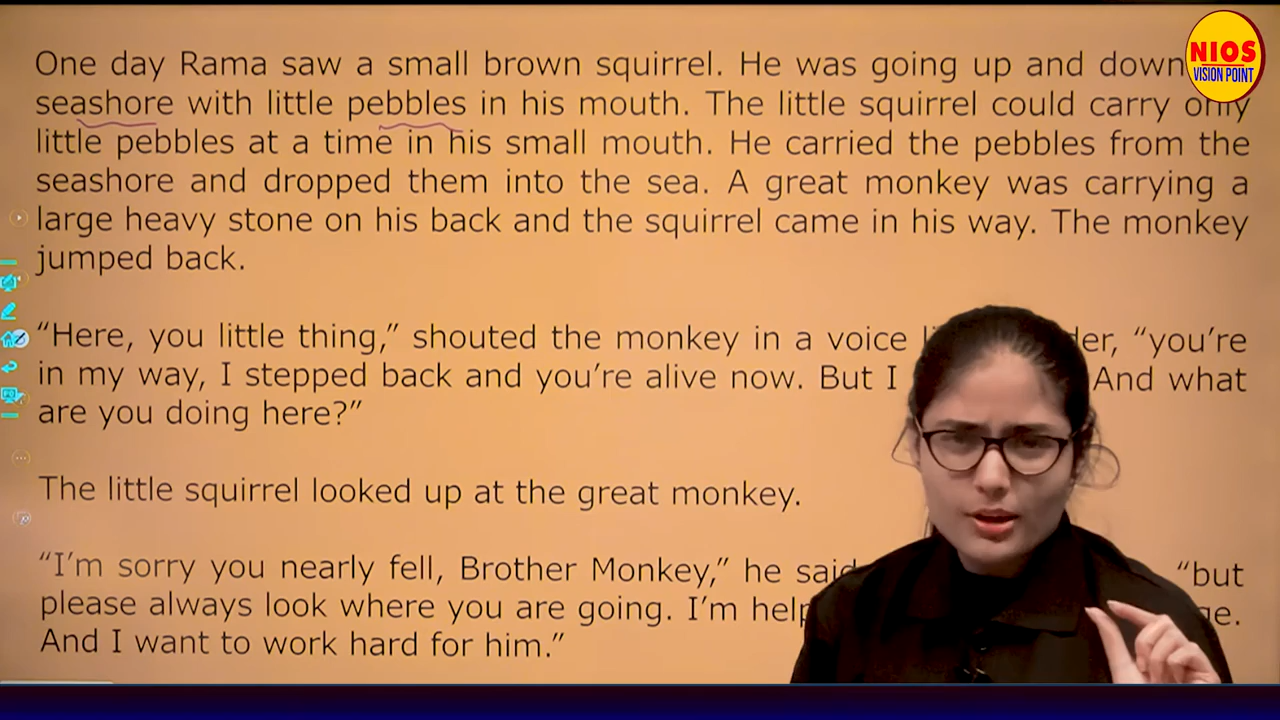 One day Rama saw a small brown squirrel. He was going up and down
seashore with little pebbles in his mouth. The little squirrel could carry only
little pebbles at a time in his small mouth. He carried the pebbles from the
seashore and dropped them into the sea. A great monkey was carrying a
large heavy stone on his back and the squirrel came in his way. The monkey
jumped back.
“Here, you little thing,” shouted the monkey in a voice “you’re
in my way, I stepped back and you’re alive now. But I And what
are you doing here?”
The little squirrel looked up at the great monkey.
“I’m sorry you nearly fell, Brother Monkey,” he said “but
please always look where you are going. I’m
And I want to work hard for him.”
NIOS
VISION POINT